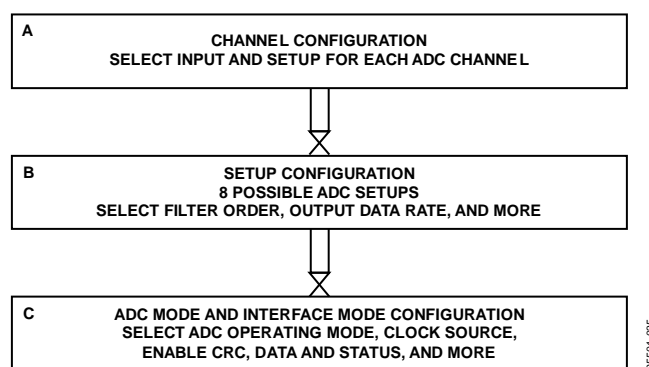 A
CHANNEL CONFIGURATION
SELECT INPUT AND SETUP FOR EACH ADC CHANNEL
B
SETUP CONFIGURATION
8 POSSIBLE ADC SETUPS
SELECT FILTER ORDER, OUTPUT DATA RATE, AND MORE
C
ADC MODE AND INTERFACE MODE CONFIGURATION
SELECT ADC OPERATING MODE, CLOCK SOURCE,
ENABLE CRC, DATA AND STATUS, AND MORE